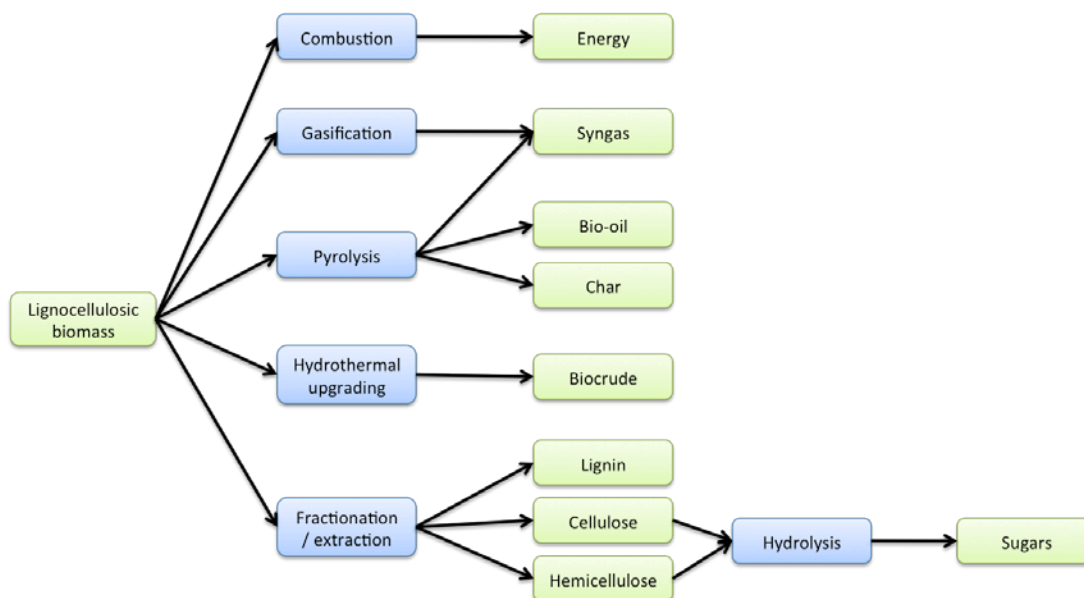 Combustion
Energy
Gasification
Syngas
Bio-oil
Pyrolysis
Char
Lignocellulosic
biomass
Hydrothermal
upgrading
Biocrude
Lignin
Fractionation
/ extraction
Cellulose
Hydrolysis
Sugars
Hemicellulose